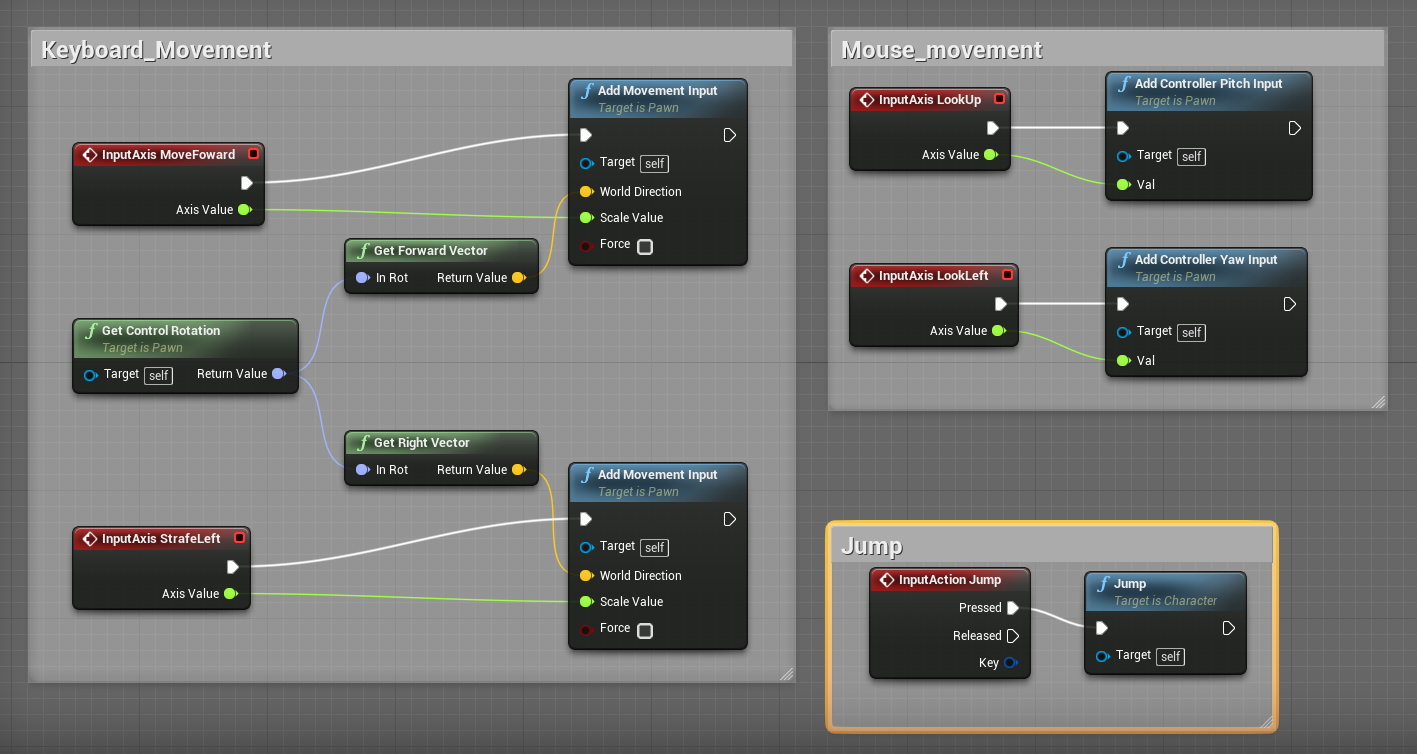 Keyboard_Movement
InputAxis MoveFoward
Axis Value
f Add Movement Input
Target is Pawn
Target self
World Direction
Scale Value
Force
f Get Forward Vector
In Rot Return Value
f Get Control Rotation
Target is Pawn
Target self Return Value
f Get Right Vector
In Rot Return Value
InputAxis StrafeLeft
Axis Value
f Add Movement Input
Target is Pawn
Target self
World Direction
Scale Value
Force
Mouse_movement
InputAxis LookUp
Axis Value
f Add Controller Pitch Input
Target is Pawn
Target self
Val
InputAxis LookLeft
Axis Value
f Add Controller Yaw Input
Target is Pawn
Target self
Val
Jump
InputAction Jump
Pressed
Released
Key
f Jump
Target is Character
Target self